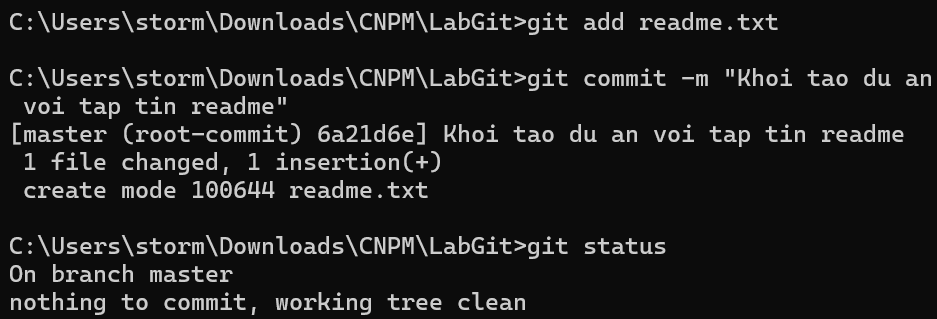 C:\Users\storm\Downloads\CNPM\LabGit>git add readme.txt
C:\Users\storm\Downloads\CNPM\LabGit>git commit -m "Khoi tao du an
 voi tap tin readme"
[master (root-commit) 6a21d6e] Khoi tao du an voi tap tin readme
 1 file changed, 1 insertion(+)
 create mode 100644 readme.txt
C:\Users\storm\Downloads\CNPM\LabGit>git status
On branch master
nothing to commit, working tree clean